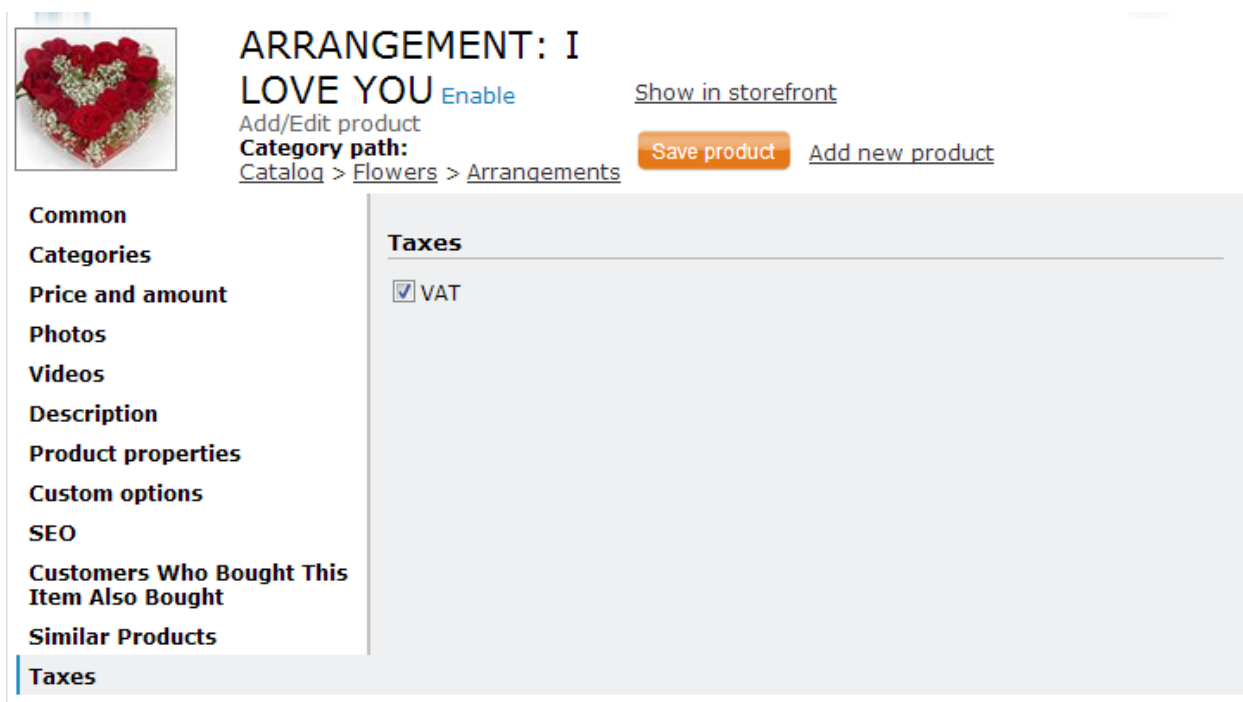 ARRANGEMENT: I
LOVE YOU Enable
Show in storefront
Add/Edit product
Category path:
Save product
Add new product
Catalog > Flowers > Arrangements
Common
Categories
Price and amount
Photos
Videos
Description
Product properties
Custom options
SEO
Customers Who Bought This
Item Also Bought
Similar Products
Taxes
Taxes
VAT